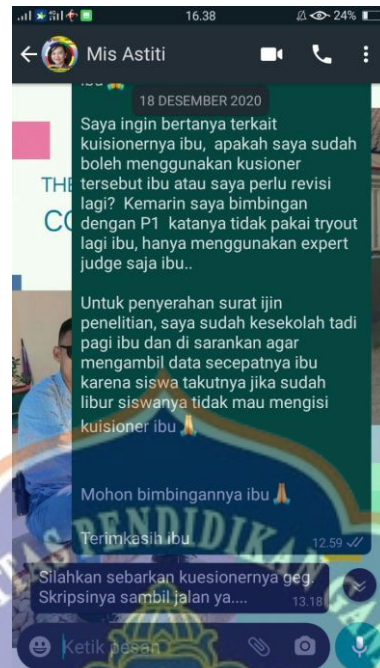 16.38
24%
Mis Astiti
18 DESEMBER 2020
Saya ingin bertanya terkait
kuisionernya ibu, apakah saya sudah
boleh menggunakan kusioner
tersebut ibu atau saya perlu revisi
lagi? Kemarin saya bimbingan
dengan P1 katanya tidak pakai tryout
lagi ibu, hanya menggunakan expert
judge saja ibu..
Untuk penyerahan surat ijin
penelitian, saya sudah kesekolah tadi
pagi ibu dan di sarankan agar
mengambil data secepatnya ibu
karena siswa takutnya jika sudah
libur siswanya tidak mau mengisi
kuisioner ibu 🙏
Mohon bimbingannya ibu 🙏
Terimkasih ibu
12.59
Silahkan sebarkan kuesionernya geg.
Skripsinya sambil jalan ya....
13.18
Ketik pesan
THE
PENDIDIKAN